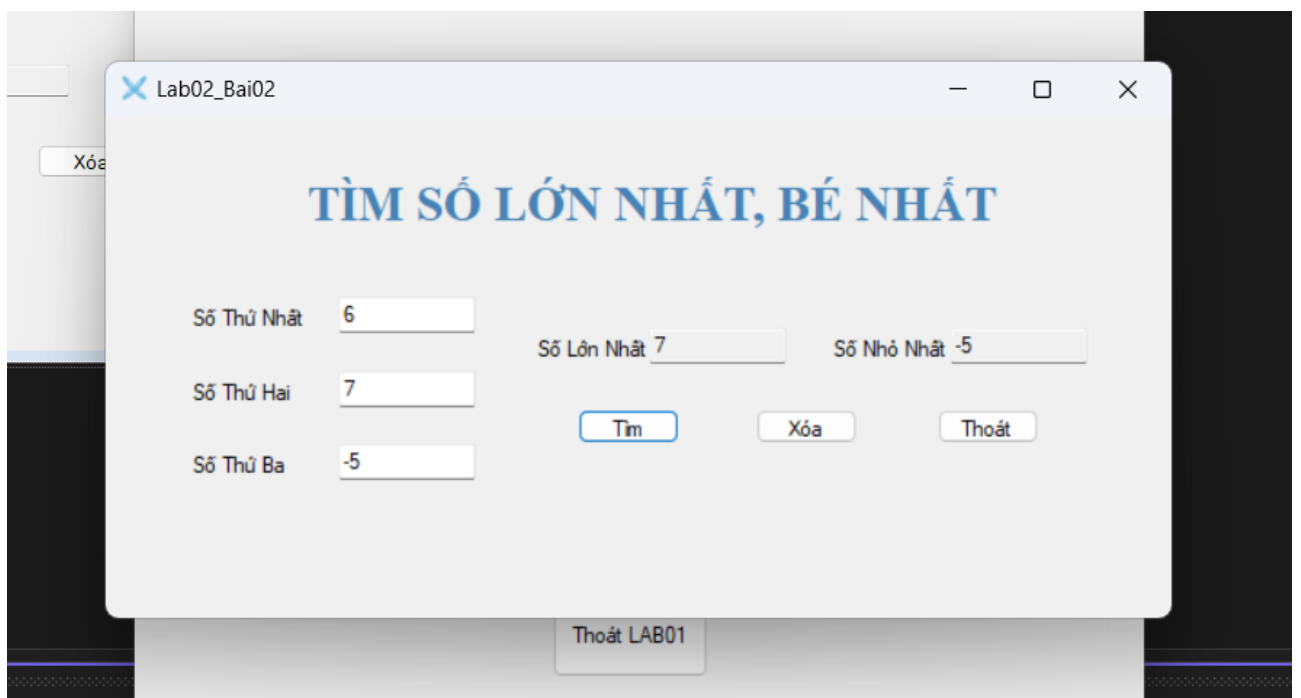 Lab02_Bai02
Xóa
TÌM SỐ LỚN NHẤT, BÉ NHẤT
Số Thứ Nhất 6
Số Lớn Nhất 7 Số Nhỏ Nhất -5
Số Thứ Hai 7
Tìm Xóa Thoát
Số Thứ Ba -5
Thoát LAB01